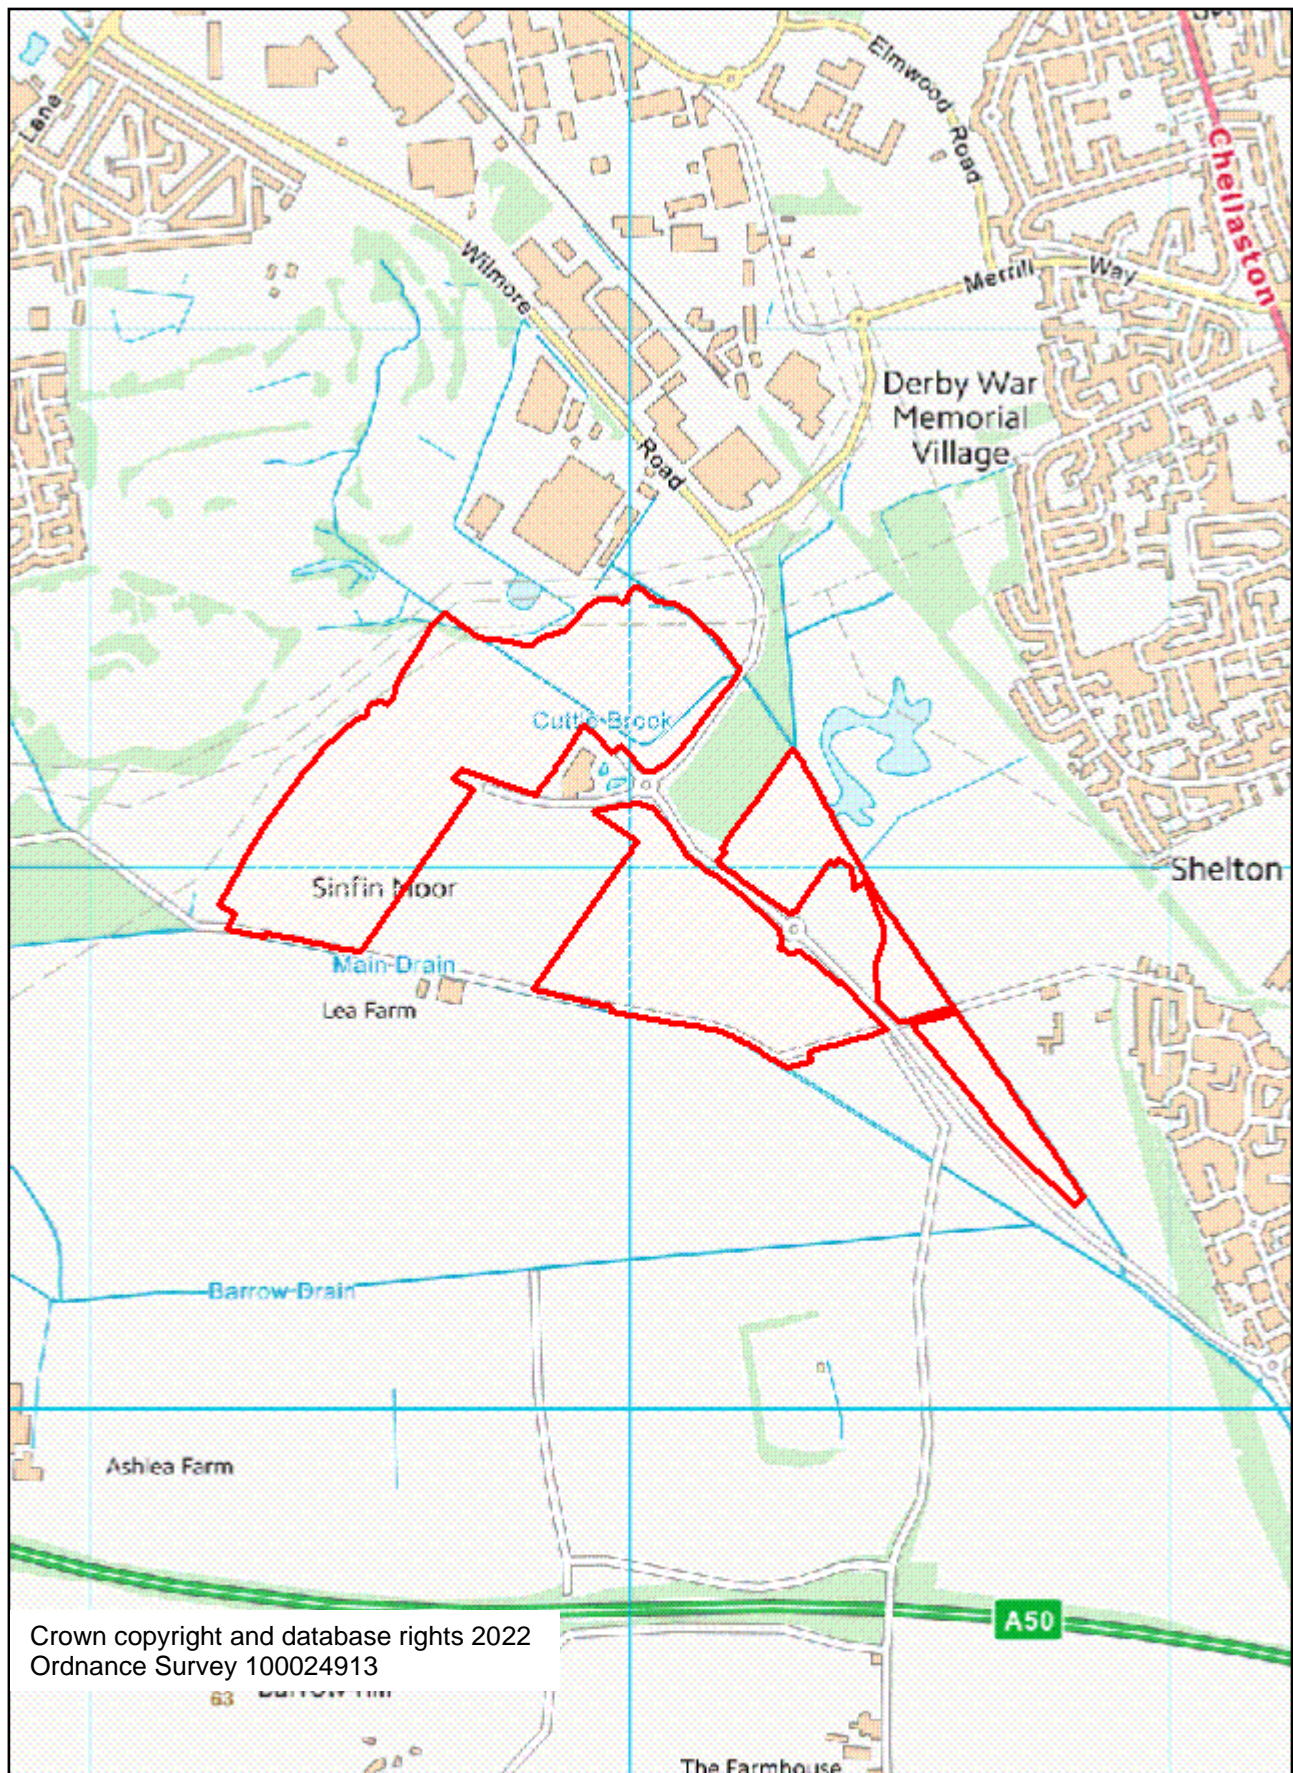 Elmwood Road
Lane
Chellaston
Wilmore
Merrill Way
Derby War
Memorial
Village
Road
Cuttle Brook
Shelton
Sinfin Moor
Main Drain
Lea Farm
Barrow Drain
Ashlea Farm
A50
Crown copyright and database rights 2022
Ordnance Survey 100024913
63
The Farmhouse